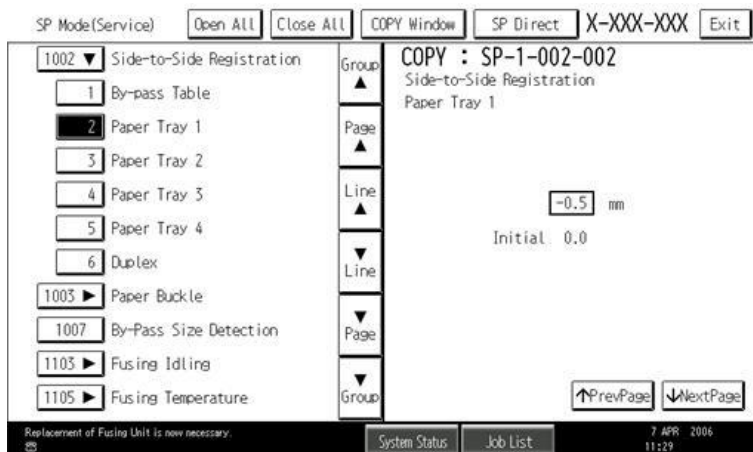 SP Mode(Service) Open All Close All COPY Window SP Direct X-XXX-XXX Exit
1002 ▼ Side-to-Side Registration
1 By-pass Table
2 Paper Tray 1
3 Paper Tray 2
4 Paper Tray 3
5 Paper Tray 4
6 Duplex
1003 ► Paper Buckle
1007 By-Pass Size Detection
1103 ► Fusing Idling
1105 ► Fusing Temperature
Group
▲
Page
▲
Line
▲
▼
Line
▼
Page
▼
Group
COPY : SP-1-002-002
Side-to-Side Registration
Paper Tray 1
-0.5 mm
Initial 0.0
↑PrevPage ↓NextPage
Replacement of Fusing Unit is now necessary.
System Status Job List
7 APR 2006
11:29